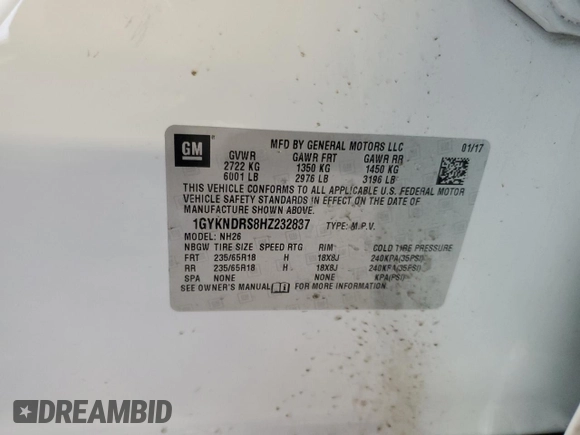 GM
MFD BY GENERAL MOTORS LLC 01/17
GVWR GAWR FRT GAWR RR
2722 KG 1350 KG 1450 KG
6001 LB 2976 LB 3196 LB
THIS VEHICLE CONFORMS TO ALL APPLICABLE U.S. FEDERAL MOTOR
VEHICLE SAFETY STANDARDS IN EFFECT ON THE DATE OF
MANUFACTURE SHOWN ABOVE.
1GYKNDRS8HZ232837 TYPE: M.P.V.
MODEL: NH26
NBGW TIRE SIZE SPEED RTG RIM COLD TIRE PRESSURE
FRT 235/65R18 H 18X8J 240KPA(35PSI)
RR 235/65R18 H 18X8J 240KPA(35PSI)
SPA NONE NONE KPA(PSI)
SEE OWNER'S MANUAL FOR MORE INFORMATION
DREAMBID